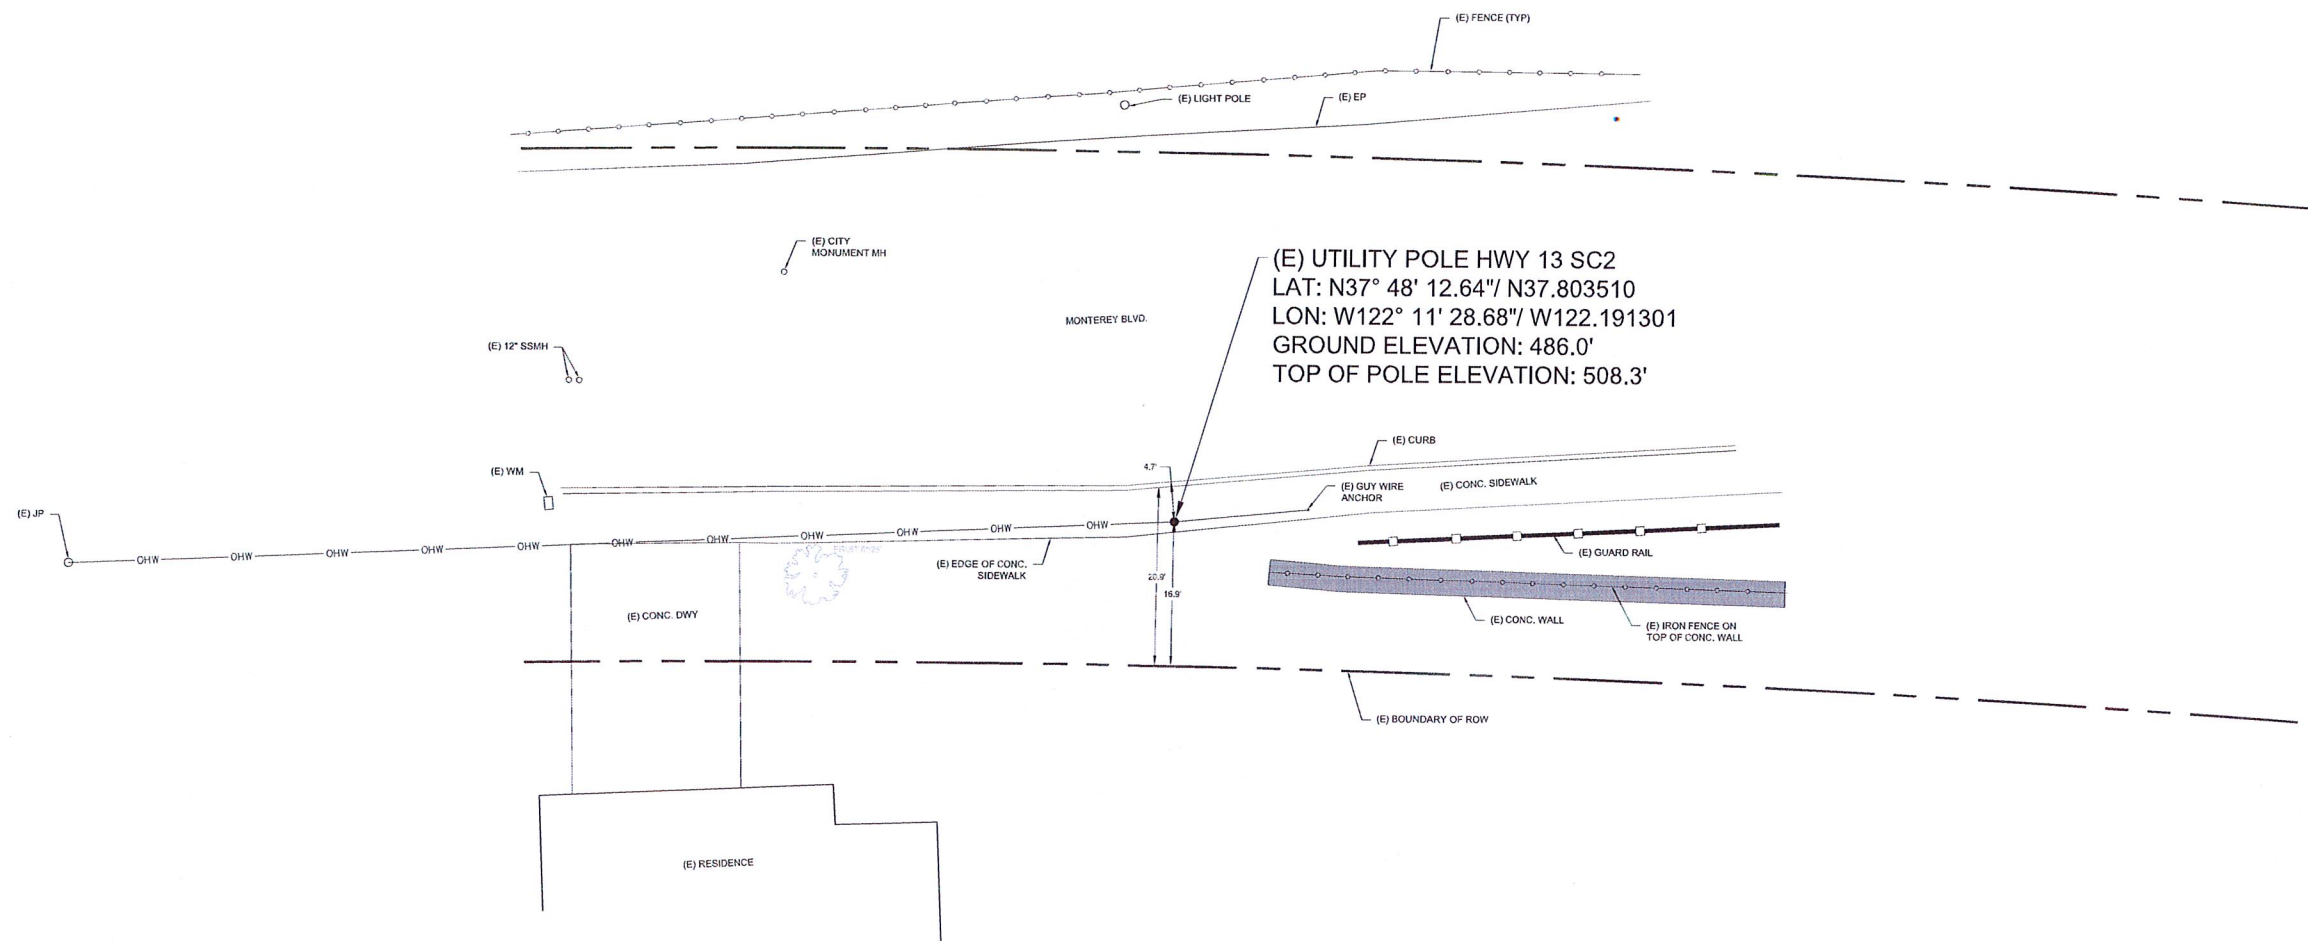 (E) FENCE (TYP)
(E) LIGHT POLE
(E) EP
(E) CITY
MONUMENT MH
(E) UTILITY POLE HWY 13 SC2
LAT: N37° 48' 12.64"/ N37.803510
LON: W122° 11' 28.68"/ W122.191301
GROUND ELEVATION: 486.0'
TOP OF POLE ELEVATION: 508.3'
MONTEREY BLVD.
(E) 12" SSMH
(E) CURB
4.7'
(E) WM
(E) GUY WIRE
ANCHOR
(E) CONC. SIDEWALK
(E) JP
OHW
OHW
OHW
OHW
OHW
OHW
OHW
OHW
OHW
OHW
OHW
(E) GUARD RAIL
(E) EDGE OF CONC.
SIDEWALK
20.9'
16.9'
(E) CONC. DWY
(E) CONC. WALL
(E) IRON FENCE ON
TOP OF CONC. WALL
(E) BOUNDARY OF ROW
(E) RESIDENCE